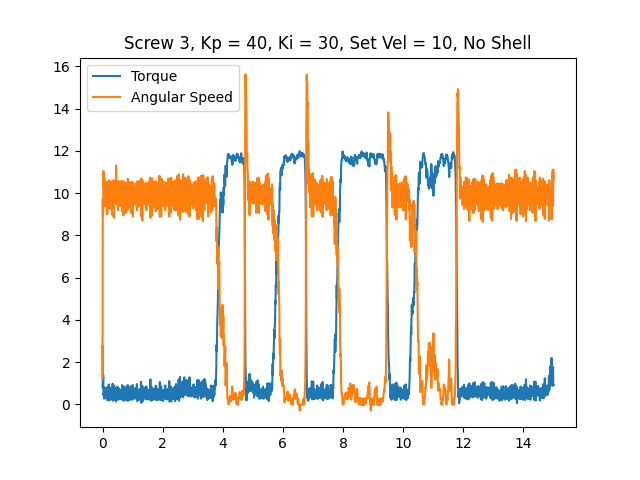 Screw 3, Kp = 40, Ki = 30, Set Vel = 10, No Shell
Torque
Angular Speed
16
14
12
10
8
6
4
2
0
0 2 4 6 8 10 12 14